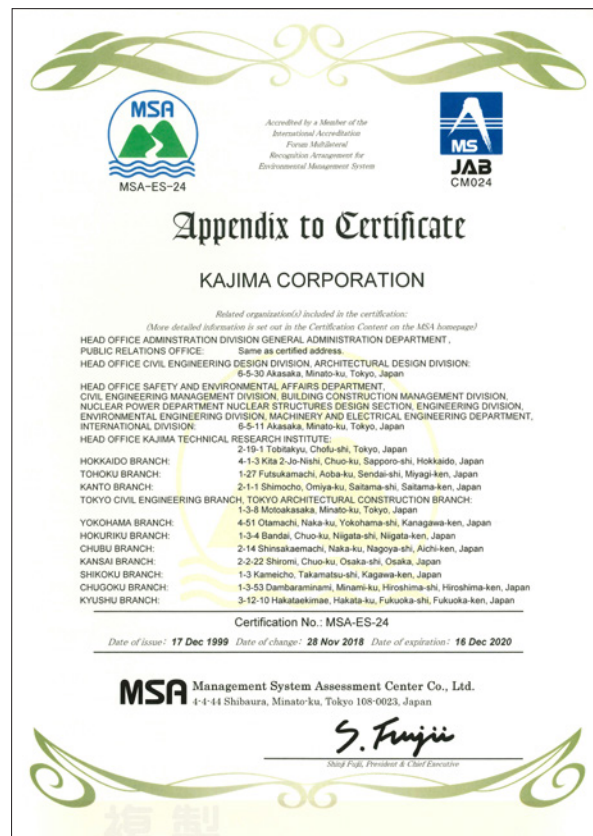 MSA
MSA-ES-24
Accredited by a Member of the
International Accreditation
Forum Multilateral
Recognition Arrangement for
Environmental Management System
MS
JAB
CM024
Appendix to Certificate
KAJIMA CORPORATION
Related organization(s) included in the certification:
(More detailed information is set out in the Certification Content on the MSA homepage)
HEAD OFFICE ADMINSTRATION DIVISION GENERAL ADMINISTRATION DEPARTMENT,
PUBLIC RELATIONS OFFICE: Same as certified address.
HEAD OFFICE CIVIL ENGINEERING DESIGN DIVISION, ARCHITECTURAL DESIGN DIVISION:
6-5-30 Akasaka, Minato-ku, Tokyo, Japan
HEAD OFFICE SAFETY AND ENVIRONMENTAL AFFAIRS DEPARTMENT,
CIVIL ENGINEERING MANAGEMENT DIVISION, BUILDING CONSTRUCTION MANAGEMENT DIVISION,
NUCLEAR POWER DEPARTMENT NUCLEAR STRUCTURES DESIGN SECTION, ENGINEERING DIVISION,
ENVIRONMENTAL ENGINEERING DIVISION, MACHINERY AND ELECTRICAL ENGINEERING DEPARTMENT,
INTERNATIONAL DIVISION: 6-5-11 Akasaka, Minato-ku, Tokyo, Japan
HEAD OFFICE KAJIMA TECHNICAL RESEARCH INSTITUTE:
2-19-1 Tobitakyu, Chofu-shi, Tokyo, Japan
HOKKAIDO BRANCH: 4-1-3 Kita 2-Jo-Nishi, Chuo-ku, Sapporo-shi, Hokkaido, Japan
TOHOKU BRANCH: 1-27 Futsukamachi, Aoba-ku, Sendai-shi, Miyagi-ken, Japan
KANTO BRANCH: 2-1-1 Shimocho, Omiya-ku, Saitama-shi, Saitama-ken, Japan
TOKYO CIVIL ENGINEERING BRANCH, TOKYO ARCHITECTURAL CONSTRUCTION BRANCH:
1-3-8 Motoakasaka, Minato-ku, Tokyo, Japan
YOKOHAMA BRANCH: 4-51 Otamachi, Naka-ku, Yokohama-shi, Kanagawa-ken, Japan
HOKURIKU BRANCH: 1-3-4 Bandai, Chuo-ku, Niigata-shi, Niigata-ken, Japan
CHUBU BRANCH: 2-14 Shinsakaemachi, Naka-ku, Nagoya-shi, Aichi-ken, Japan
KANSAI BRANCH: 2-2-22 Shiromi, Chuo-ku, Osaka-shi, Osaka, Japan
SHIKOKU BRANCH: 1-3 Kameicho, Takamatsu-shi, Kagawa-ken, Japan
CHUGOKU BRANCH: 1-3-53 Dambaraminami, Minami-ku, Hiroshima-shi, Hiroshima-ken, Japan
KYUSHU BRANCH: 3-12-10 Hakataekimae, Hakata-ku, Fukuoka-shi, Fukuoka-ken, Japan
Certification No.: MSA-ES-24
Date of issue: 17 Dec 1999 Date of change: 28 Nov 2018 Date of expiration: 16 Dec 2020
MSA Management System Assessment Center Co., Ltd.
4-4-44 Shibaura, Minato-ku, Tokyo 108-0023, Japan
S. Fujii
Shinji Fujii, President & Chief Executive
複製